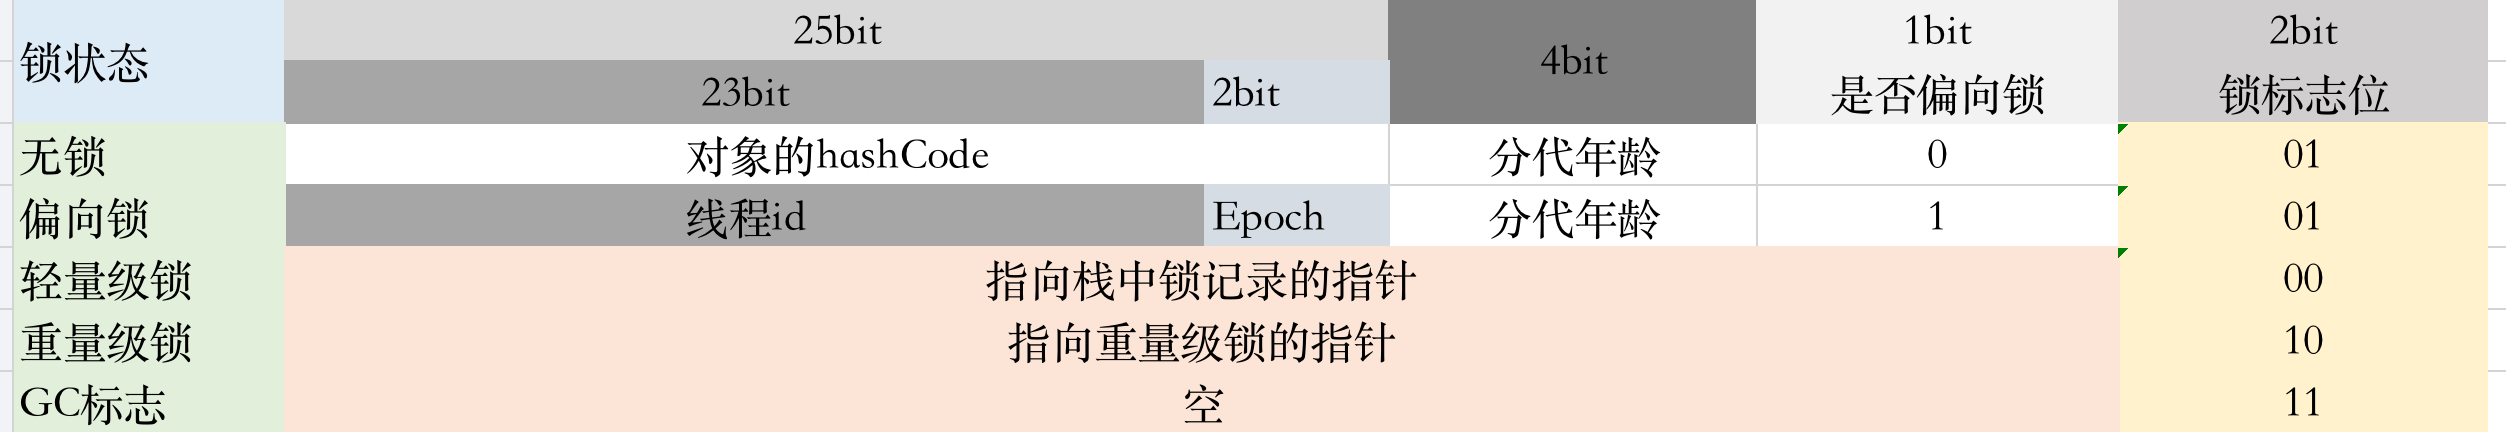 锁状态 25bit 4bit 1bit 2bit
23bit 2bit 是否偏向锁 锁标志位
无锁 对象的hashCode 分代年龄 0 01
偏向锁 线程id Epoch 分代年龄 1 01
轻量级锁 指向栈中锁记录的指针 00
重量级锁 指向重量级锁的指针 10
GC标志 空 11